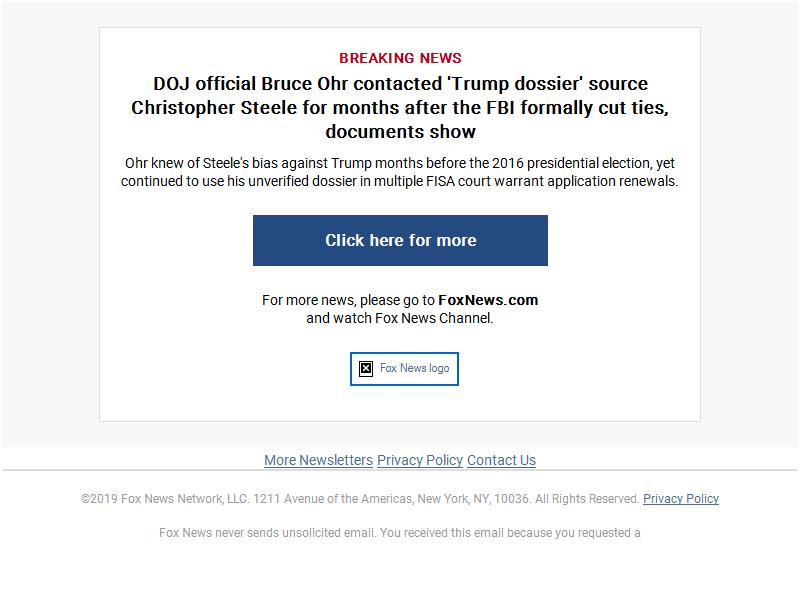 BREAKING NEWS
DOJ official Bruce Ohr contacted 'Trump dossier' source
Christopher Steele for months after the FBI formally cut ties,
documents show
Ohr knew of Steele's bias against Trump months before the 2016 presidential election, yet
continued to use his unverified dossier in multiple FISA court warrant application renewals.
Click here for more
For more news, please go to FoxNews.com
and watch Fox News Channel.
Fox News logo
More Newsletters Privacy Policy Contact Us
©2019 Fox News Network, LLC. 1211 Avenue of the Americas, New York, NY, 10036. All Rights Reserved. Privacy Policy
Fox News never sends unsolicited email. You received this email because you requested a